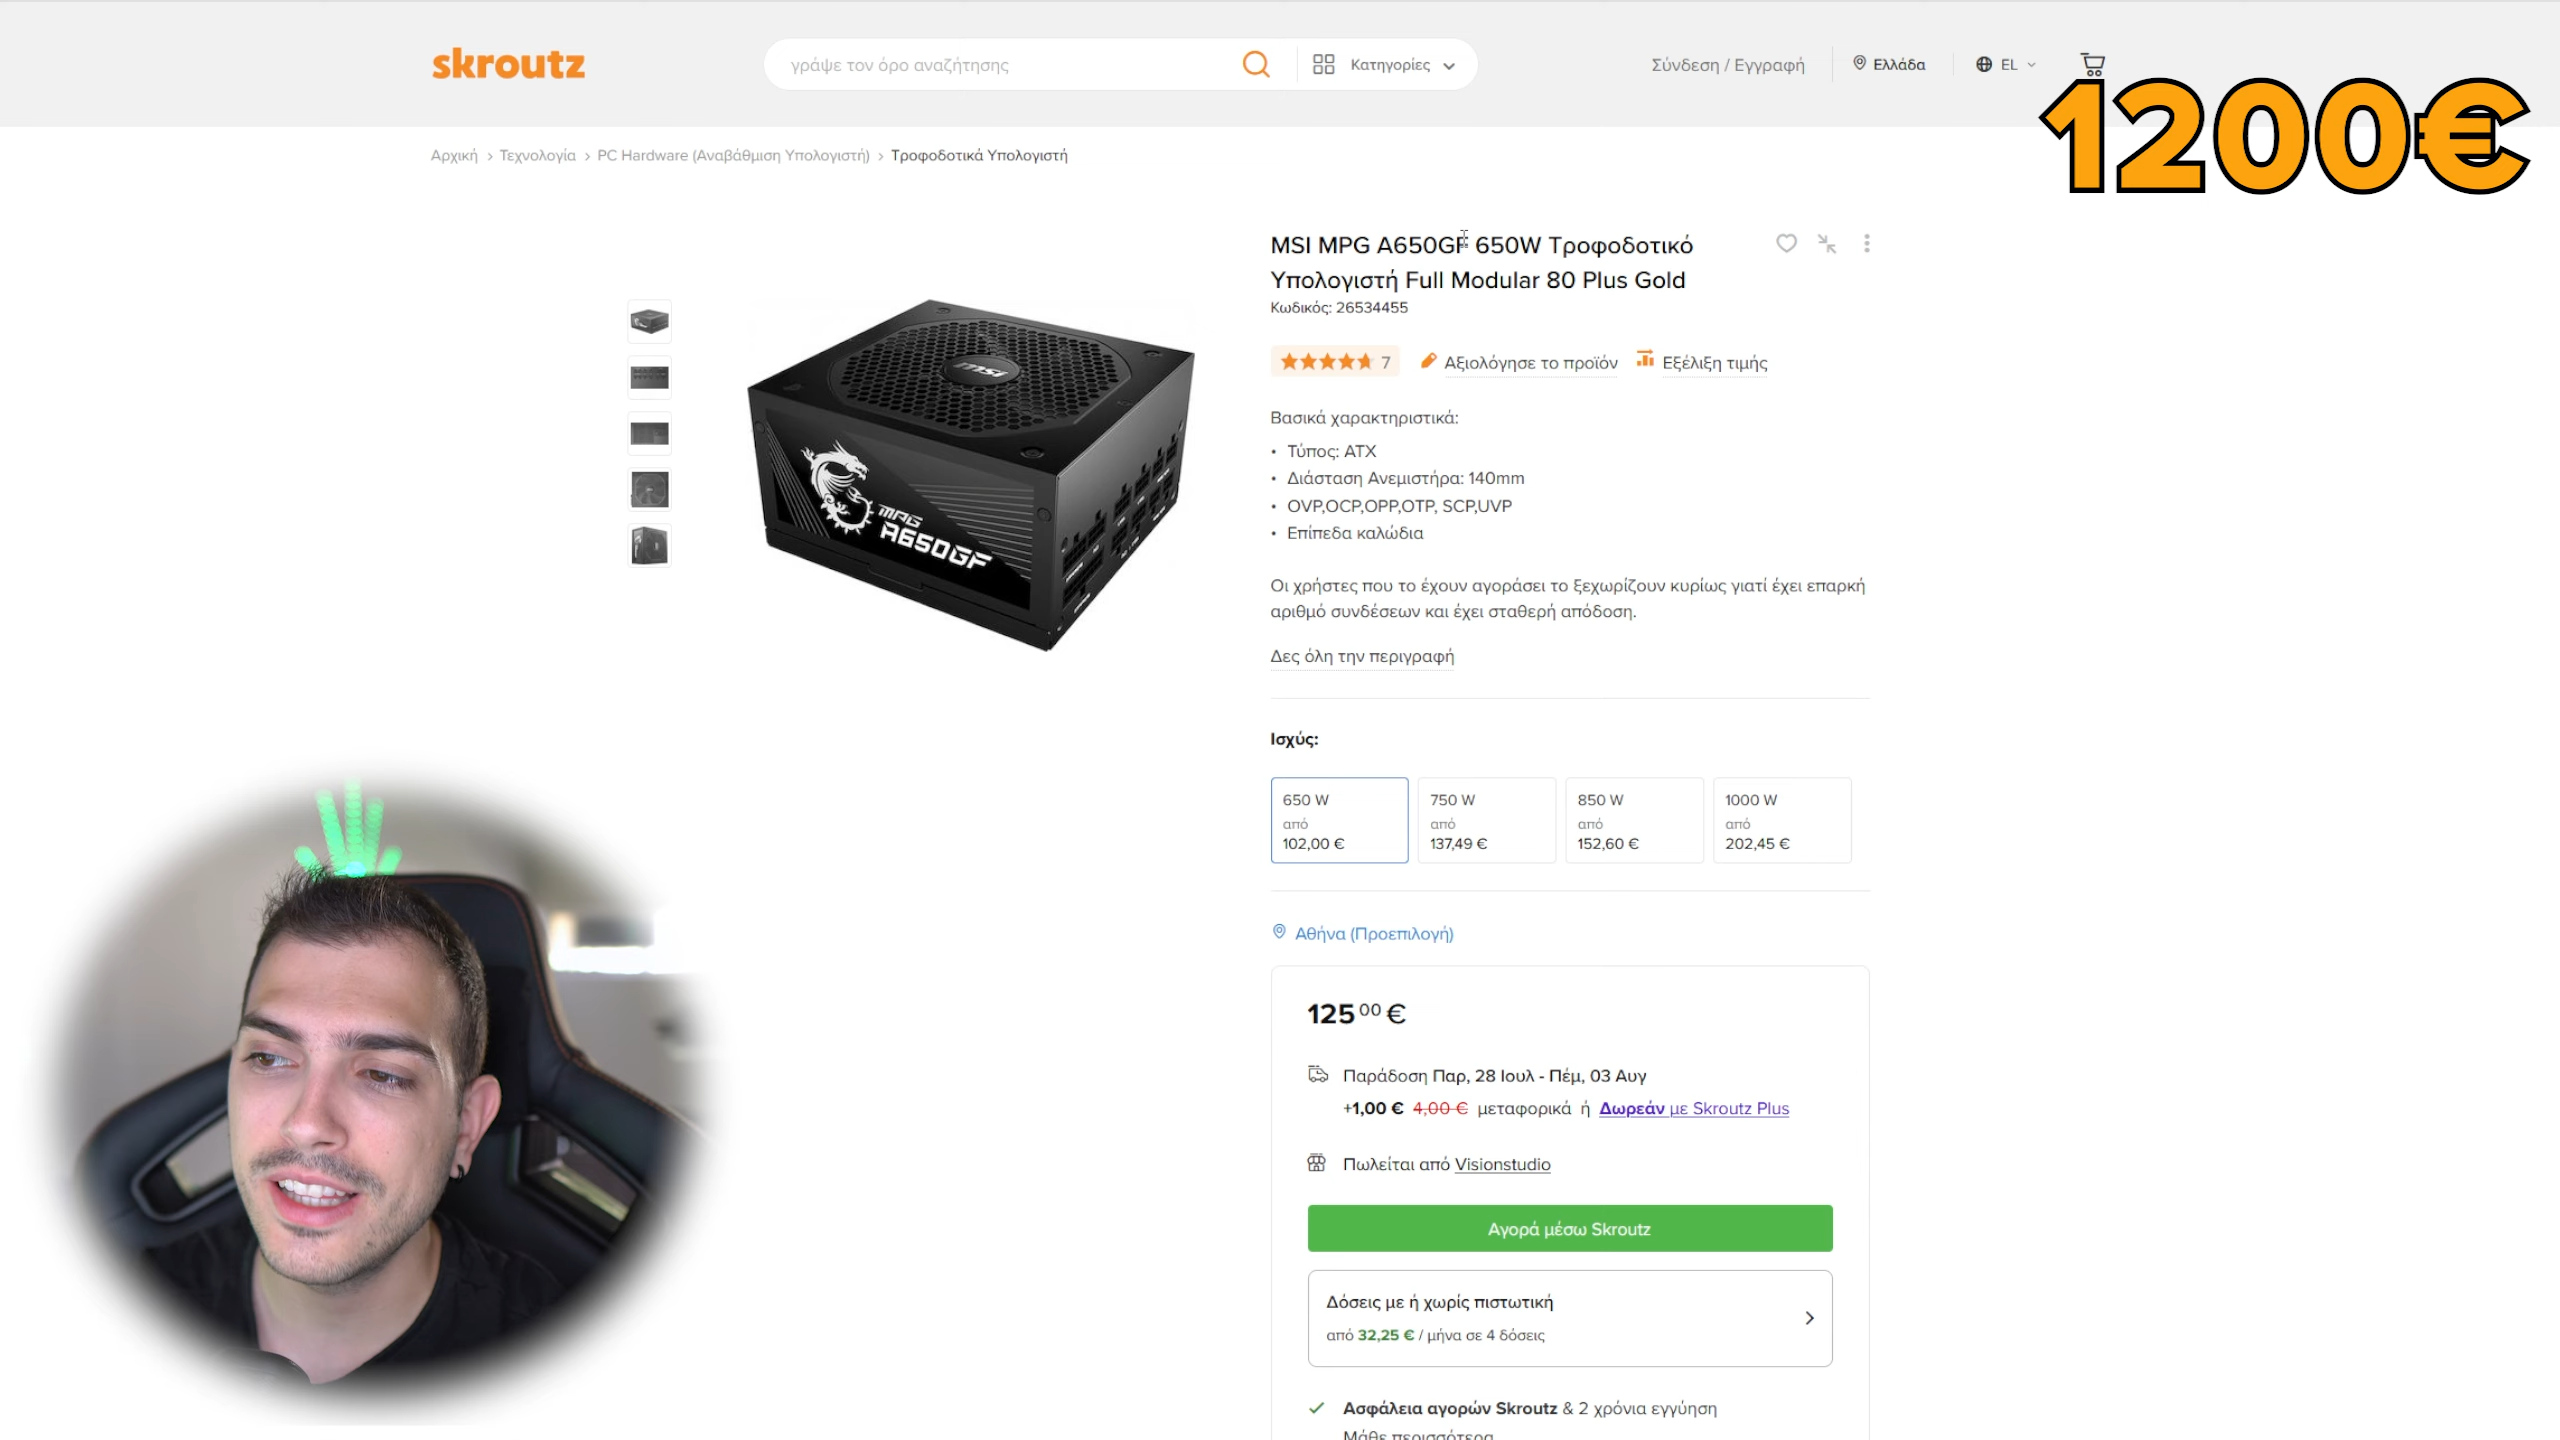 skroutz
γράψε τον όρο αναζήτησης
Κατηγορίες
Σύνδεση / Εγγραφή
Ελλάδα
EL
1200€
Αρχική › Τεχνολογία › PC Hardware (Αναβάθμιση Υπολογιστή) › Τροφοδοτικά Υπολογιστή
MSI MPG A650GF 650W Τροφοδοτικό
Υπολογιστή Full Modular 80 Plus Gold
Κωδικός: 26534455
7
Αξιολόγησε το προϊόν
Εξέλιξη τιμής
msi
MPG
A650GF
Βασικά χαρακτηριστικά:
• Τύπος: ATX
• Διάσταση Ανεμιστήρα: 140mm
• OVP,OCP,OPP,OTP, SCP,UVP
• Επίπεδα καλώδια
Οι χρήστες που το έχουν αγοράσει το ξεχωρίζουν κυρίως γιατί έχει επαρκή
αριθμό συνδέσεων και έχει σταθερή απόδοση.
Δες όλη την περιγραφή
Ισχύς:
650 W
από
102,00 €
750 W
από
137,49 €
850 W
από
152,60 €
1000 W
από
202,45 €
Αθήνα (Προεπιλογή)
125 00 €
Παράδοση Παρ, 28 Ιουλ - Πέμ, 03 Αυγ
+1,00 € 4,00 € μεταφορικά ή Δωρεάν με Skroutz Plus
Πωλείται από Visionstudio
Αγορά μέσω Skroutz
Δόσεις με ή χωρίς πιστωτική
από 32,25 € / μήνα σε 4 δόσεις
Ασφάλεια αγορών Skroutz & 2 χρόνια εγγύηση
Μάθε περισσότερα